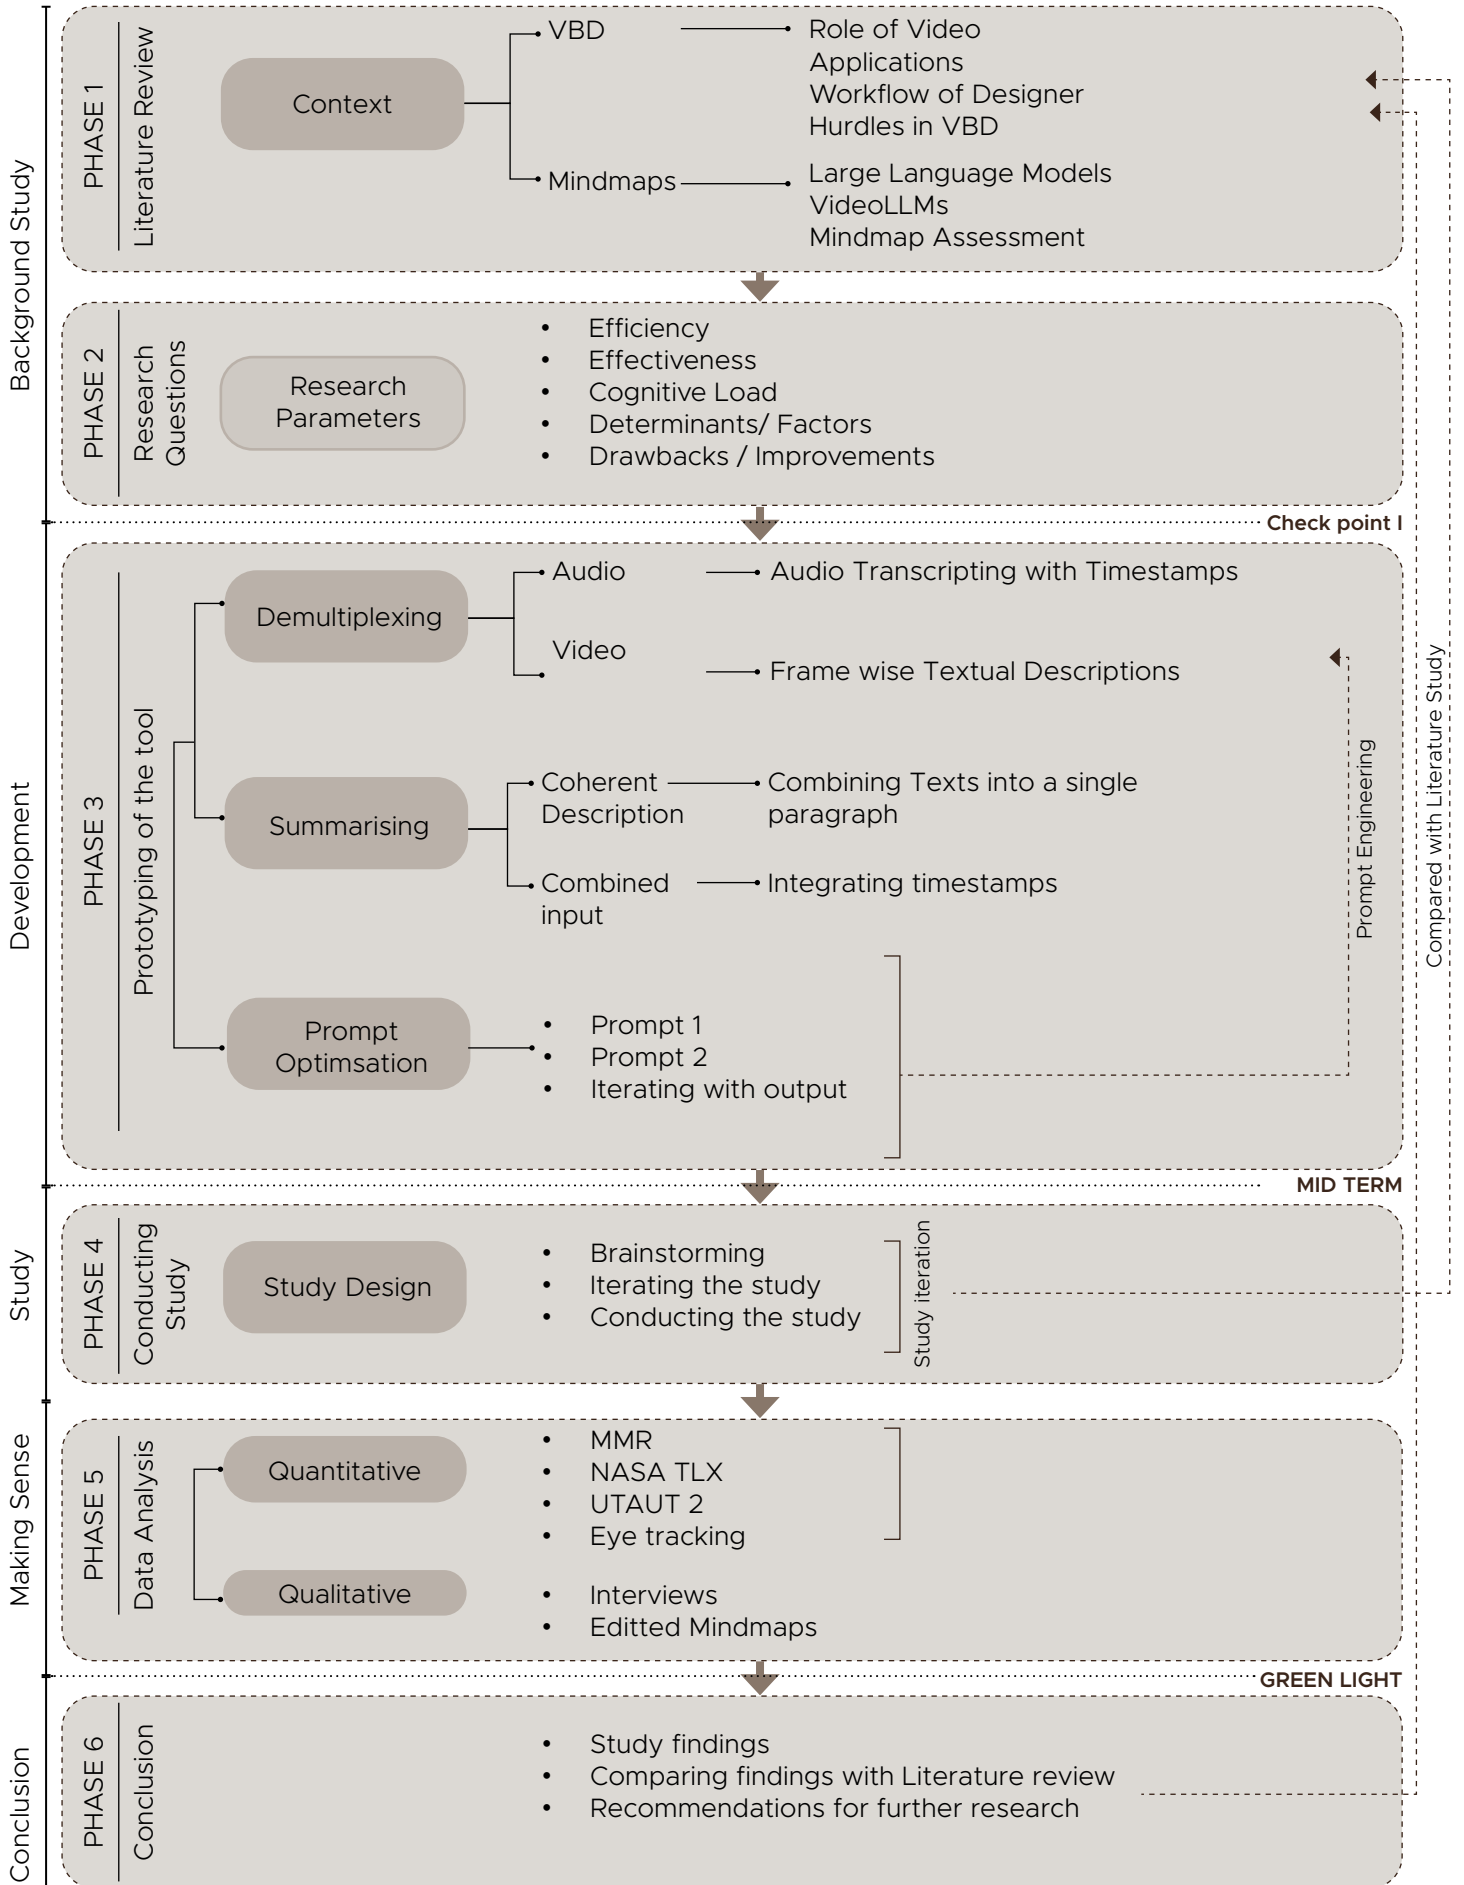 Background Study
PHASE 1
Literature Review
Context
VBD
Role of Video
Applications
Workflow of Designer
Hurdles in VBD
Mindmaps
Large Language Models
VideoLLMs
Mindmap Assessment
PHASE 2
Research
Questions
Research
Parameters
• Efficiency
• Effectiveness
• Cognitive Load
• Determinants/ Factors
• Drawbacks / Improvements
Check point I
Development
PHASE 3
Prototyping of the tool
Demultiplexing
Audio
Audio Transcripting with Timestamps
Video
Frame wise Textual Descriptions
Summarising
Coherent
Description
Combining Texts into a single
paragraph
Combined
input
Integrating timestamps
Prompt
Optimsation
• Prompt 1
• Prompt 2
• Iterating with output
Prompt Engineering
Compared with Literature Study
MID TERM
Study
PHASE 4
Conducting
Study
Study Design
• Brainstorming
• Iterating the study
• Conducting the study
Study iteration
Making Sense
PHASE 5
Data Analysis
Quantitative
• MMR
• NASA TLX
• UTAUT 2
• Eye tracking
Qualitative
• Interviews
• Editted Mindmaps
GREEN LIGHT
Conclusion
PHASE 6
Conclusion
• Study findings
• Comparing findings with Literature review
• Recommendations for further research